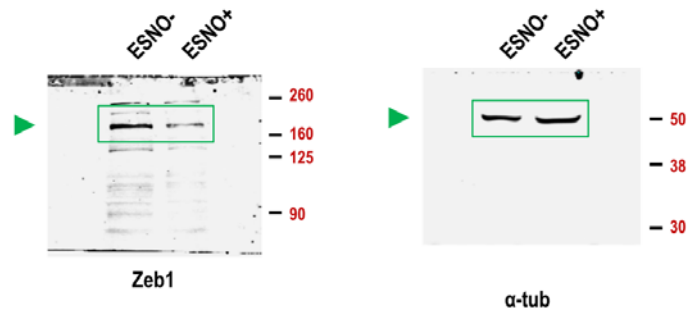 ESNO-
ESNO+
260
160
125
90
Zeb1
ESNO-
ESNO+
50
38
30
α-tub